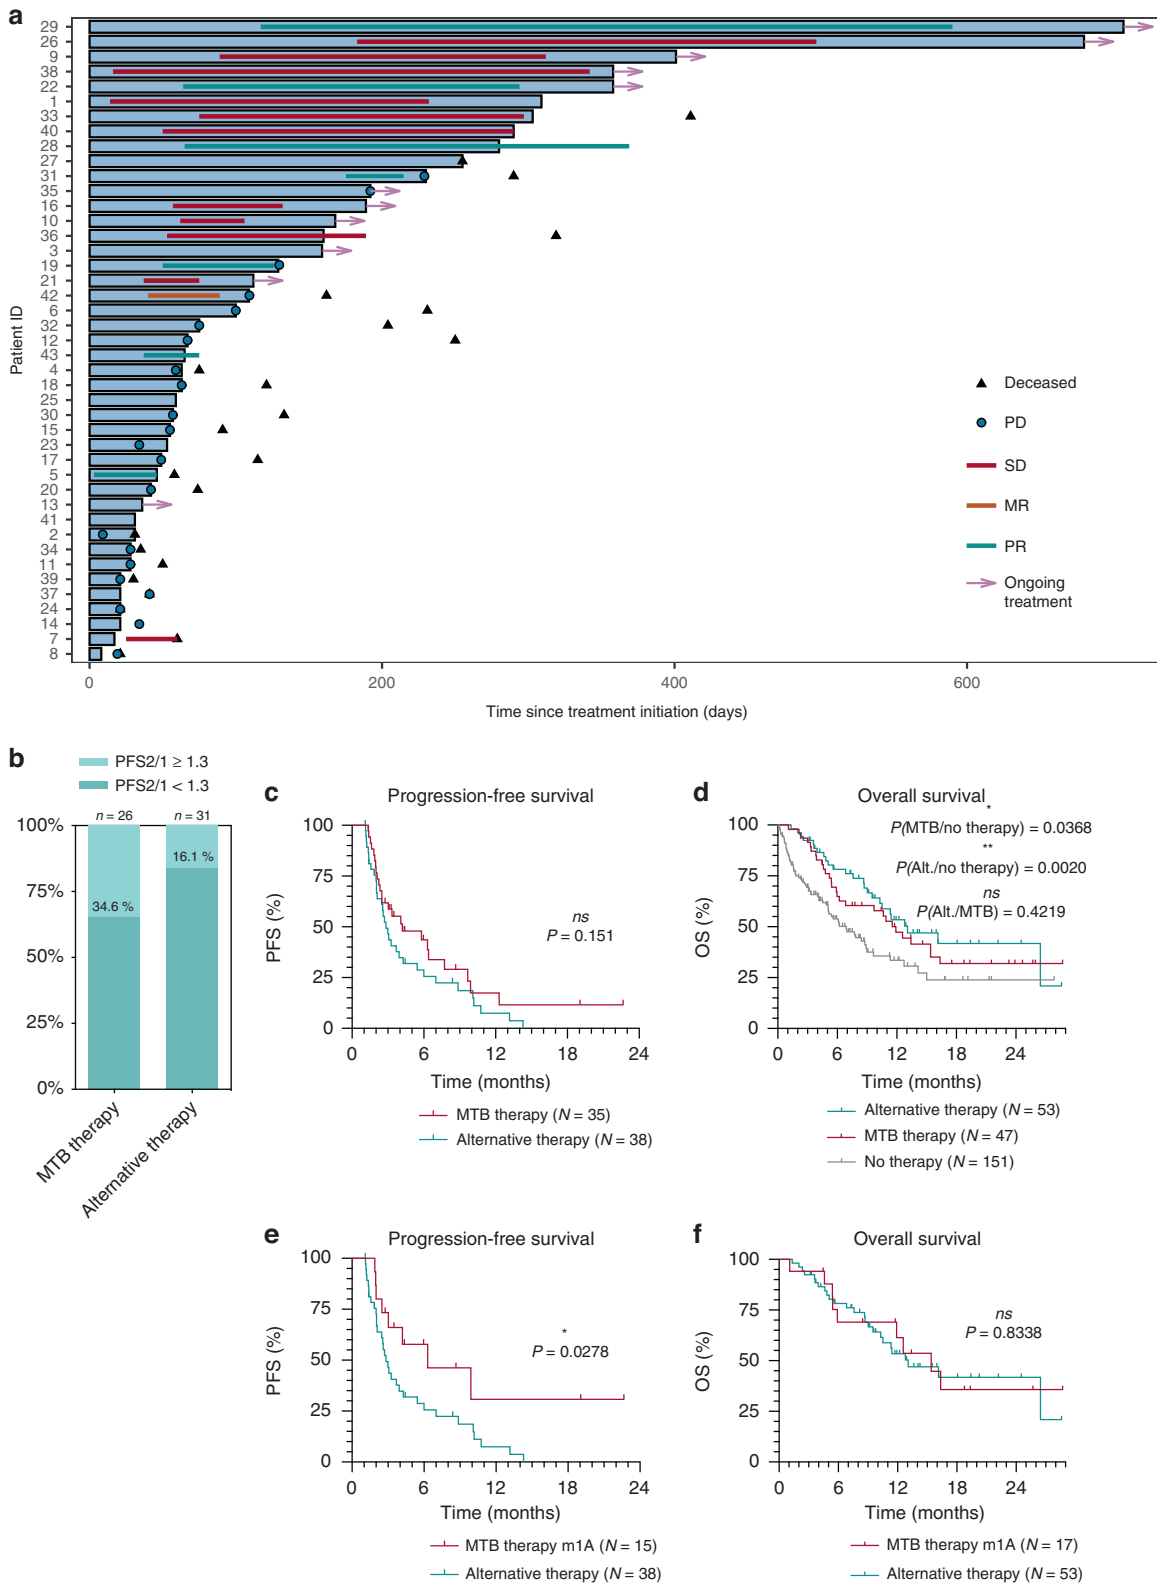 a
29
26
9
38
22
1
33
40
28
27
31
35
16
10
36
3
19
21
42
6
32
12
43
4
18
25
30
15
23
17
5
20
13
41
2
34
11
39
37
24
14
7
8
Patient ID
Deceased
PD
SD
MR
PR
Ongoing
treatment
0 200 400 600
Time since treatment initiation (days)
b
PFS2/1 ≥ 1.3
PFS2/1 < 1.3
n = 26 n = 31
100%
75%
50%
25%
0%
16.1 %
34.6 %
MTB therapy
Alternative therapy
c
Progression-free survival
PFS (%)
100
75
50
25
0
ns
P = 0.151
0 6 12 18 24
Time (months)
MTB therapy (N = 35)
Alternative therapy (N = 38)
d
Overall survival
*
P(MTB/no therapy) = 0.0368
**
P(Alt./no therapy) = 0.0020
ns
P(Alt./MTB) = 0.4219
OS (%)
100
75
50
25
0
0 6 12 18 24
Time (months)
Alternative therapy (N = 53)
MTB therapy (N = 47)
No therapy (N = 151)
e
Progression-free survival
PFS (%)
100
75
50
25
0
*
P = 0.0278
0 6 12 18 24
Time (months)
MTB therapy m1A (N = 15)
Alternative therapy (N = 38)
f
Overall survival
OS (%)
100
75
50
25
0
ns
P = 0.8338
0 6 12 18 24
Time (months)
MTB therapy m1A (N = 17)
Alternative therapy (N = 53)